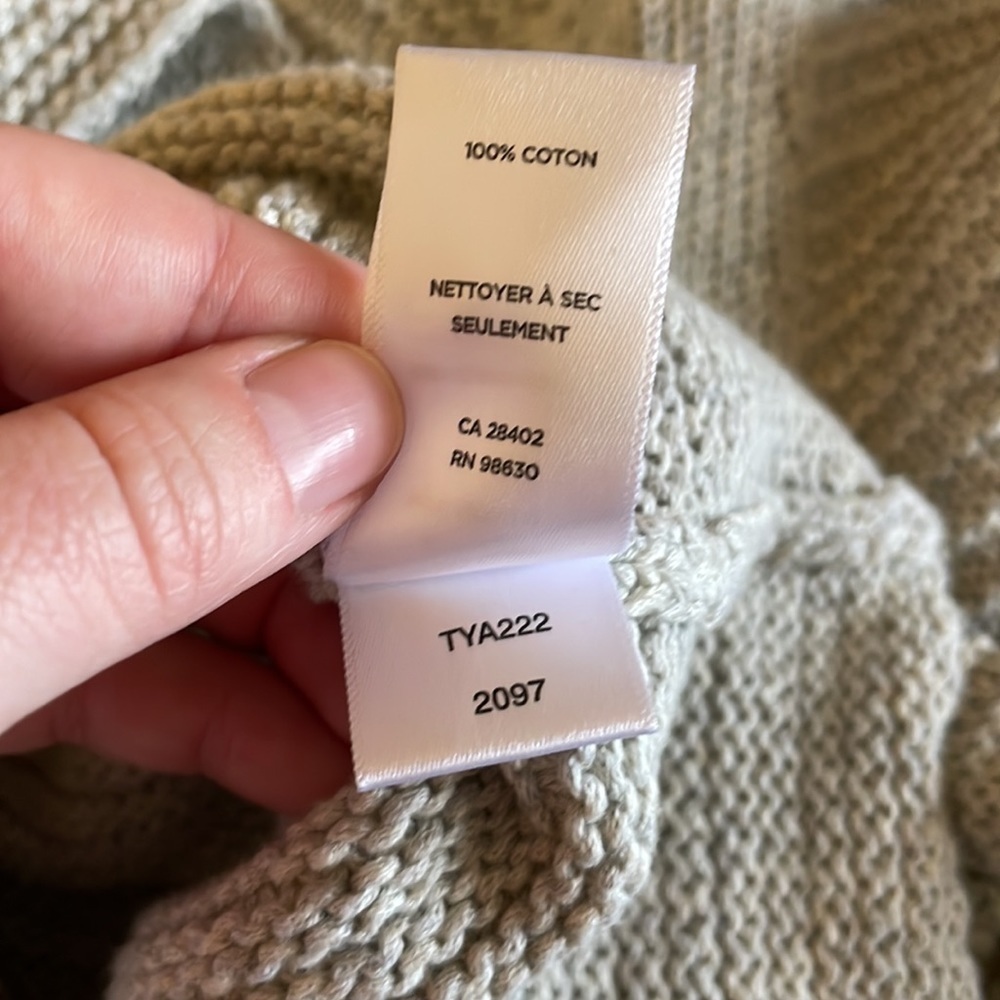 100% COTON
NETTOYER À SEC
SEULEMENT
CA 28402
RN 98630
TYA222
2097